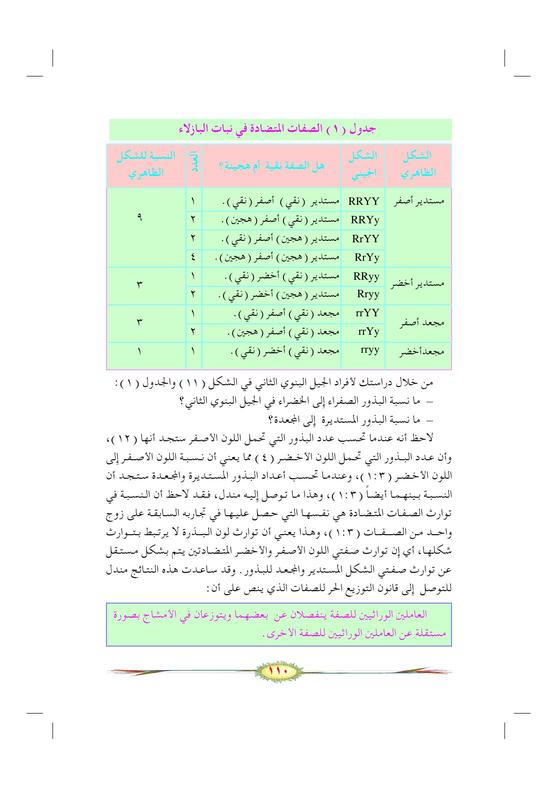 جدول ( ١ ) الصفات المتضادة في نبات البازلاء
الشكل الظاهري | الشكل الجيني | هل الصفة نقية أم هجينة؟ | العدد | النسبة للشكل الظاهري
مستدير أصفر | RRYY | مستدير ( نقي ) أصفر ( نقي ). | ١ | ٩
RRYy | مستدير ( نقي ) أصفر ( هجين ). | ٢
RrYY | مستدير ( هجين ) أصفر ( نقي ). | ٢
RrYy | مستدير ( هجين ) أصفر ( هجين ). | ٤
مستدير أخضر | RRyy | مستدير ( نقي ) أخضر ( نقي ). | ١ | ٣
Rryy | مستدير ( هجين ) أخضر ( نقي ). | ٢
مجعد أصفر | rrYY | مجعد ( نقي ) أصفر ( نقي ). | ١ | ٣
rrYy | مجعد ( نقي ) أصفر ( هجين ). | ٢
مجعدأخضر | rryy | مجعد ( نقي ) أخضر ( نقي ). | ١ | ١
من خلال دراستك لأفراد الجيل البنوي الثاني في الشكل ( ١١ ) والجدول ( ١ ) :
– ما نسبة البذور الصفراء إلى الخضراء في الجيل البنوي الثاني؟
– ما نسبة البذور المستديرة إلى المجعدة؟
لاحظ أنه عندما تحسب عدد البذور التي تحمل اللون الأصفر ستجد أنها ( ١٢ )،
وأن عدد البذور التي تحمل اللون الأخضر ( ٤ ) مما يعني أن نسبة اللون الأصفر إلى
اللون الأخضر ( ٣ : ١ )، وعندما تحسب أعداد البذور المستديرة والمجعدة ستجد أن
النسبة بينهما أيضاً ( ٣ : ١ )، وهذا ما توصل إليه مندل، فقد لاحظ أن النسبة في
توارث الصفات المتضادة هي نفسها التي حصل عليها في تجاربه السابقة على زوج
واحد من الصفات ( ٣ : ١ )، وهذا يعني أن توارث لون البذرة لا يرتبط بتوارث
شكلها، أي إن توارث صفتي اللون الأصفر والأخضر المتضادتين يتم بشكل مستقل
عن توارث صفتي الشكل المستدير والمجعد للبذور. وقد ساعدت هذه النتائج مندل
للتوصل إلى قانون التوزيع الحر للصفات الذي ينص على أن :
العاملين الوراثيين للصفة ينفصلان عن بعضهما ويتوزعان في الأمشاج بصورة
مستقلة عن العاملين الوراثيين للصفة الأخرى .
١١٠